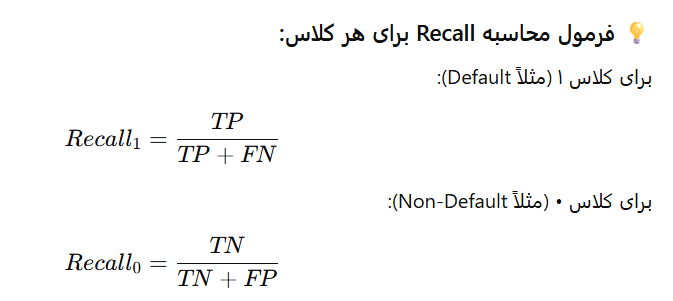 💡 فرمول محاسبه Recall برای هر کلاس:
برای کلاس ۱ (مثلاً Default):
Recall₁ = TP / (TP + FN)
برای کلاس ۰ (مثلاً Non-Default):
Recall₀ = TN / (TN + FP)